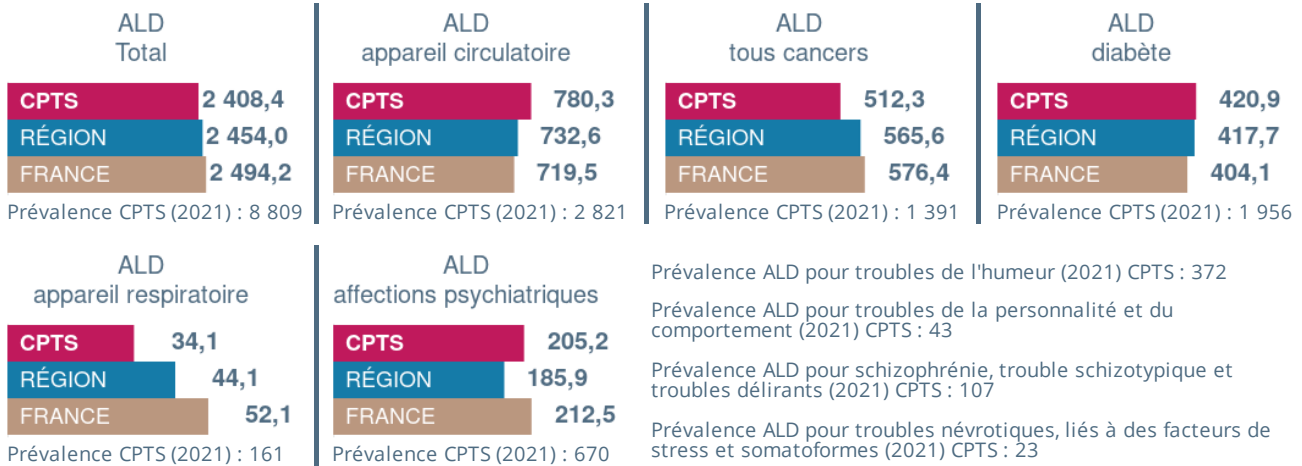 ALD
Total
CPTS 2 408,4
RÉGION 2 454,0
FRANCE 2 494,2
Prévalence CPTS (2021) : 8 809
ALD
appareil circulatoire
CPTS 780,3
RÉGION 732,6
FRANCE 719,5
Prévalence CPTS (2021) : 2 821
ALD
tous cancers
CPTS 512,3
RÉGION 565,6
FRANCE 576,4
Prévalence CPTS (2021) : 1 391
ALD
diabète
CPTS 420,9
RÉGION 417,7
FRANCE 404,1
Prévalence CPTS (2021) : 1 956
ALD
appareil respiratoire
CPTS 34,1
RÉGION 44,1
FRANCE 52,1
Prévalence CPTS (2021) : 161
ALD
affections psychiatriques
CPTS 205,2
RÉGION 185,9
FRANCE 212,5
Prévalence CPTS (2021) : 670
Prévalence ALD pour troubles de l'humeur (2021) CPTS : 372
Prévalence ALD pour troubles de la personnalité et du
comportement (2021) CPTS : 43
Prévalence ALD pour schizophrénie, trouble schizotypique et
troubles délirants (2021) CPTS : 107
Prévalence ALD pour troubles névrotiques, liés à des facteurs de
stress et somatoformes (2021) CPTS : 23